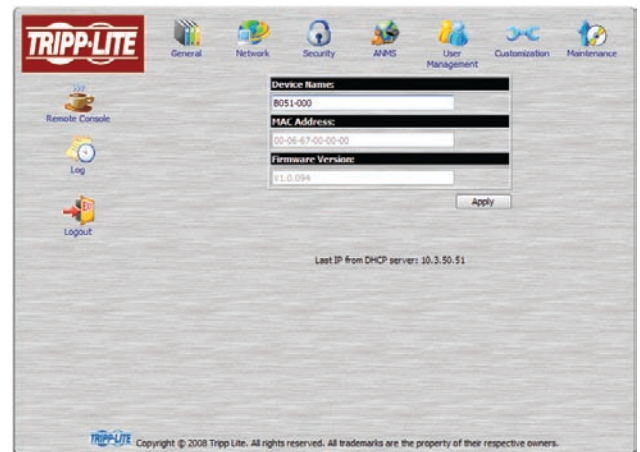 TRIPP·LITE
General Network Security ANMS User Management Customization Maintenance
Remote Console
Log
Logout
Device Name:
B051-000
MAC Address:
00-06-67-00-00-00
Firmware Version:
V1.0.094
Apply
Last IP from DHCP server: 10.3.50.51
TRIPP·LITE Copyright © 2008 Tripp Lite. All rights reserved. All trademarks are the property of their respective owners.